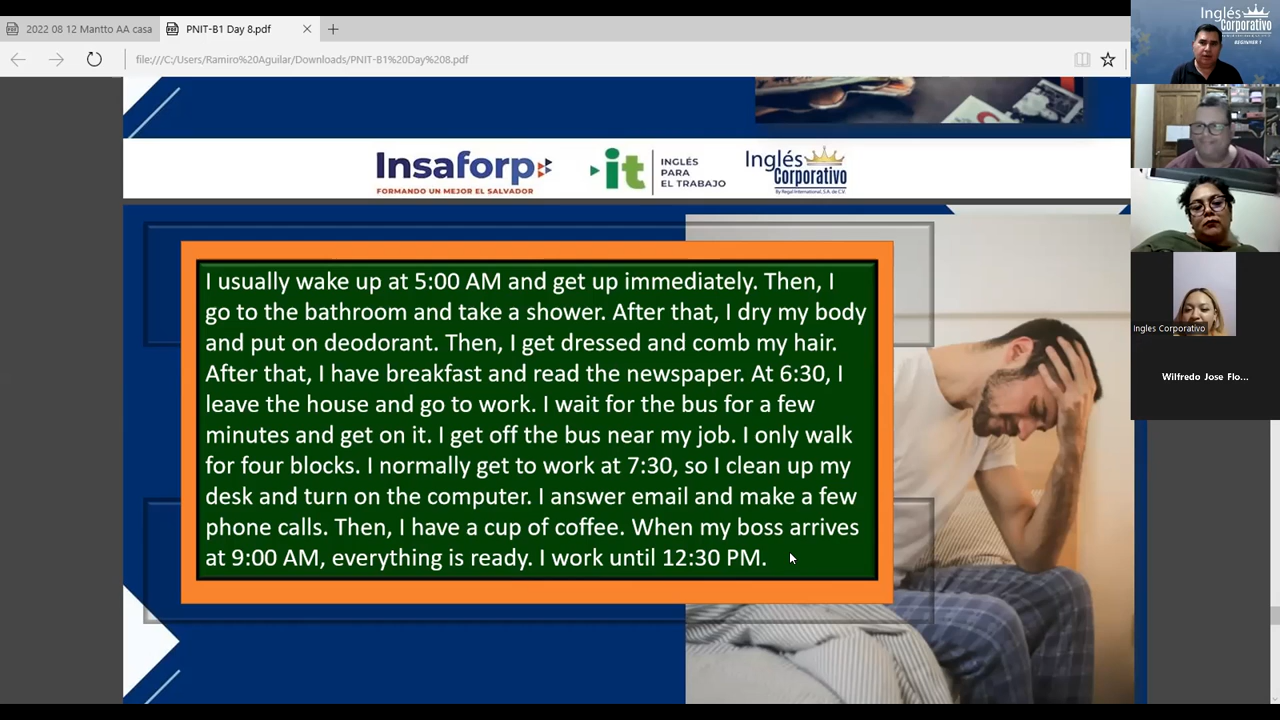 2022 08 12 Mantto AA casa
PNIT-B1 Day 8.pdf
file:///C:/Users/Ramiro%20Aguilar/Downloads/PNIT-B1%20Day%208.pdf
Insaforp
FORMANDO UN MEJOR EL SALVADOR
it
INGLÉS
PARA
EL TRABAJO
Inglés
Corporativo
By Regal International, S.A. de C.V.
I usually wake up at 5:00 AM and get up immediately. Then, I
go to the bathroom and take a shower. After that, I dry my body
and put on deodorant. Then, I get dressed and comb my hair.
After that, I have breakfast and read the newspaper. At 6:30, I
leave the house and go to work. I wait for the bus for a few
minutes and get on it. I get off the bus near my job. I only walk
for four blocks. I normally get to work at 7:30, so I clean up my
desk and turn on the computer. I answer email and make a few
phone calls. Then, I have a cup of coffee. When my boss arrives
at 9:00 AM, everything is ready. I work until 12:30 PM.
Inglés
Corporativo
BEGINNER 1
Ingles Corporativo
Wilfredo Jose Flo...